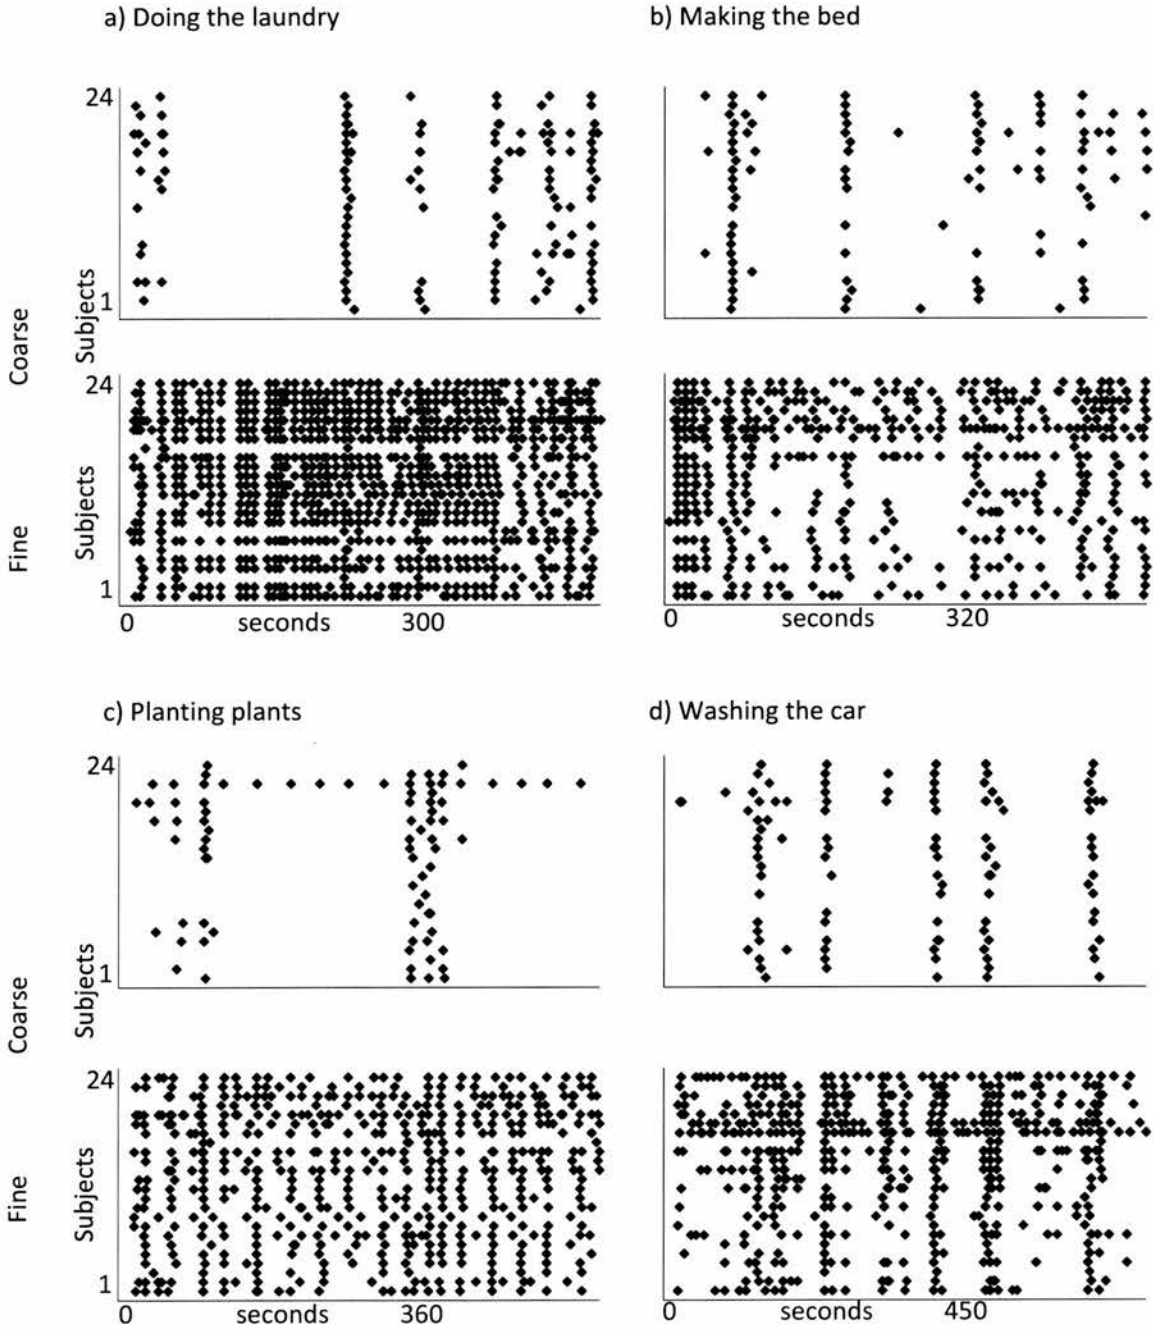 a) Doing the laundry
b) Making the bed
24
1
Subjects
Coarse
24
1
Subjects
Fine
0 seconds 300
0 seconds 320
c) Planting plants
d) Washing the car
24
1
Subjects
Coarse
24
1
Subjects
Fine
0 seconds 360
0 seconds 450